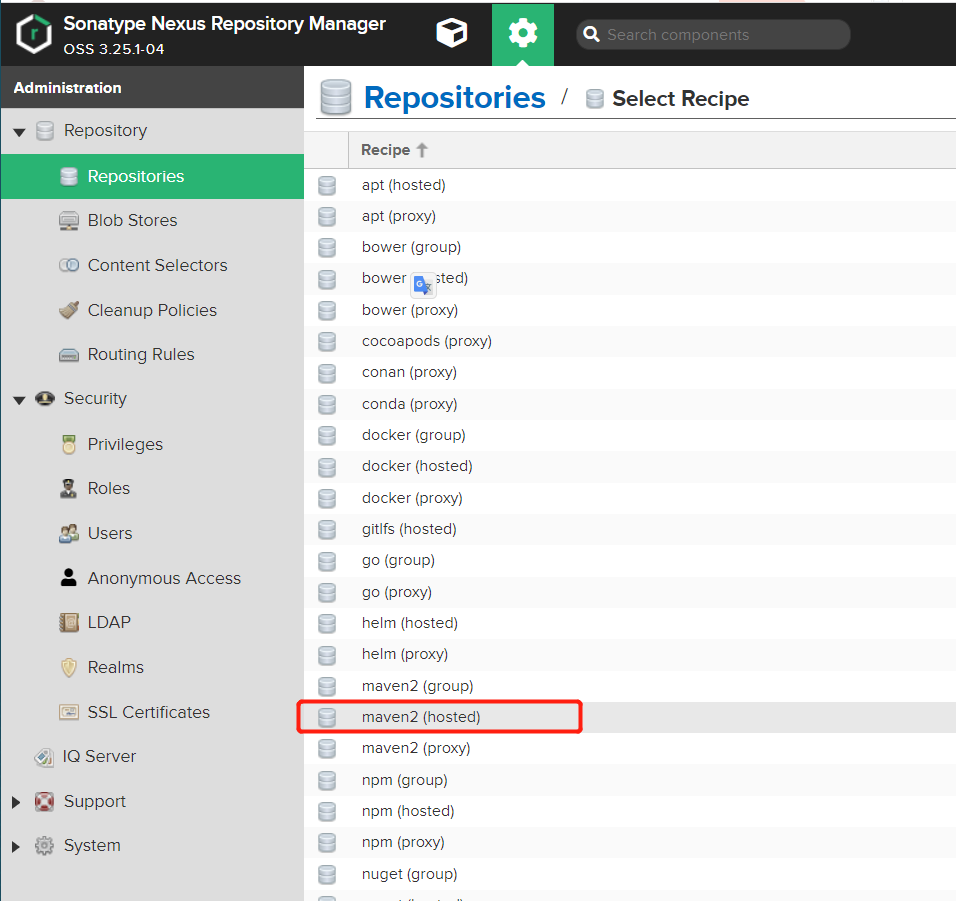 Sonatype Nexus Repository Manager
OSS 3.25.1-04
Search components
Administration
Repository
Repositories
Blob Stores
Content Selectors
Cleanup Policies
Routing Rules
Security
Privileges
Roles
Users
Anonymous Access
LDAP
Realms
SSL Certificates
IQ Server
Support
System
Repositories / Select Recipe
Recipe
apt (hosted)
apt (proxy)
bower (group)
bower sted)
bower (proxy)
cocoapods (proxy)
conan (proxy)
conda (proxy)
docker (group)
docker (hosted)
docker (proxy)
gitlfs (hosted)
go (group)
go (proxy)
helm (hosted)
helm (proxy)
maven2 (group)
maven2 (hosted)
maven2 (proxy)
npm (group)
npm (hosted)
npm (proxy)
nuget (group)